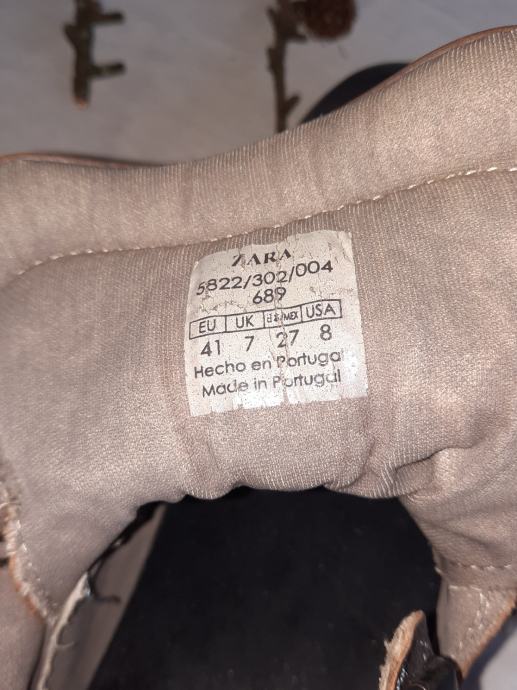 ZARA
5822/302/004
689
EU UK USA
41 7 27 8
Hecho en Portugal
Made in Portugal